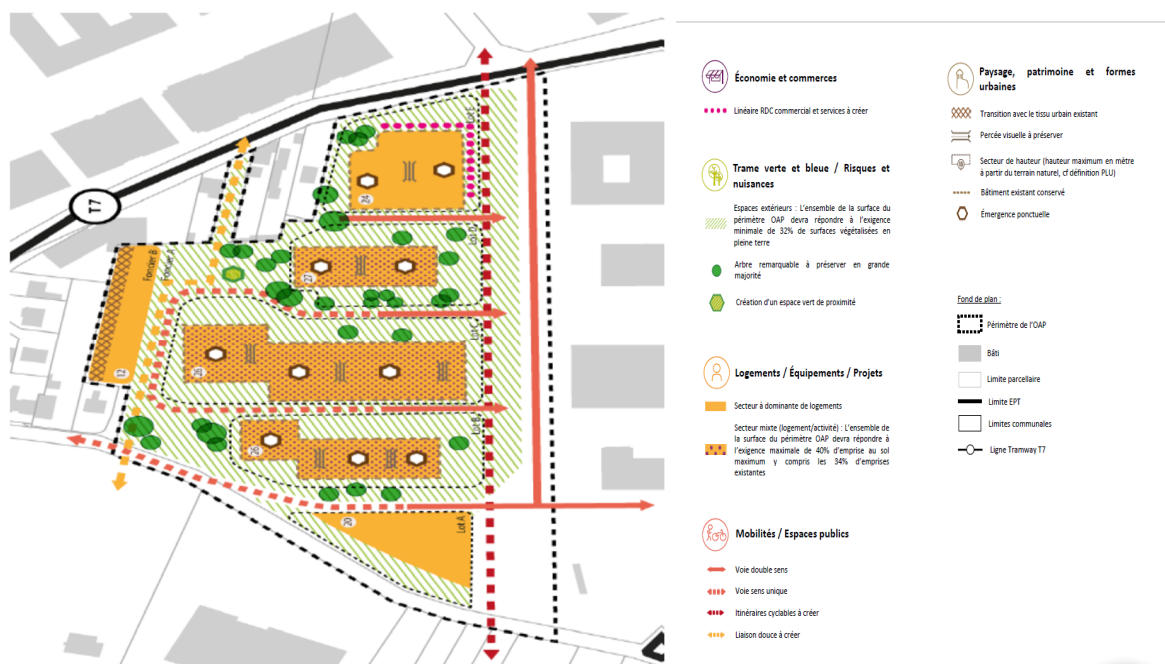 T7
Lot E
24
Lot D
27
Foncier B
Foncier A
12
Lot C
28
Lot B
28
20
Lot A
Économie et commerces
Linéaire RDC commercial et services à créer
Trame verte et bleue / Risques et
nuisances
Espaces extérieurs : L'ensemble de la surface du
périmètre OAP devra répondre à l'exigence
minimale de 32% de surfaces végétalisées en
pleine terre
Arbre remarquable à préserver en grande
majorité
Création d'un espace vert de proximité
Logements / Équipements / Projets
Secteur à dominante de logements
Secteur mixte (logement/activité) : L'ensemble de
la surface du périmètre OAP devra répondre à
l'exigence maximale de 40% d'emprise au sol
maximum y compris les 34% d'emprises
existantes
Mobilités / Espaces publics
Voie double sens
Voie sens unique
Itinéraires cyclables à créer
Liaison douce à créer
Paysage, patrimoine et formes
urbaines
Transition avec le tissu urbain existant
Percée visuelle à préserver
Secteur de hauteur (hauteur maximum en mètre
à partir du terrain naturel, cf définition PLU)
Bâtiment existant conservé
Émergence ponctuelle
Fond de plan :
Périmètre de l'OAP
Bâti
Limite parcellaire
Limite EPT
Limites communales
Ligne Tramway T7